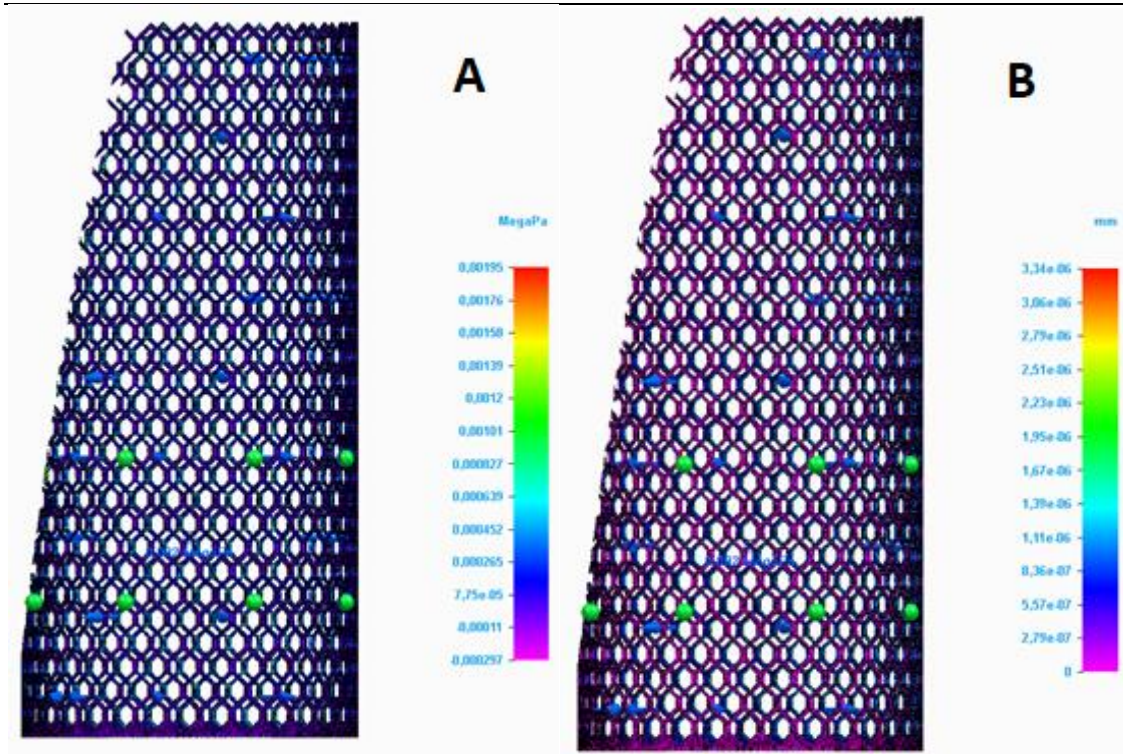 A
MegaPa
0,00195
0,00176
0,00158
0,00139
0,0012
0,00101
0,000827
0,000639
0,000452
0,000265
7,75e-05
-0,00011
-0,000297
B
mm
3,34e-06
3,06e-06
2,79e-06
2,51e-06
2,23e-06
1,95e-06
1,67e-06
1,39e-06
1,11e-06
8,36e-07
5,57e-07
2,79e-07
0